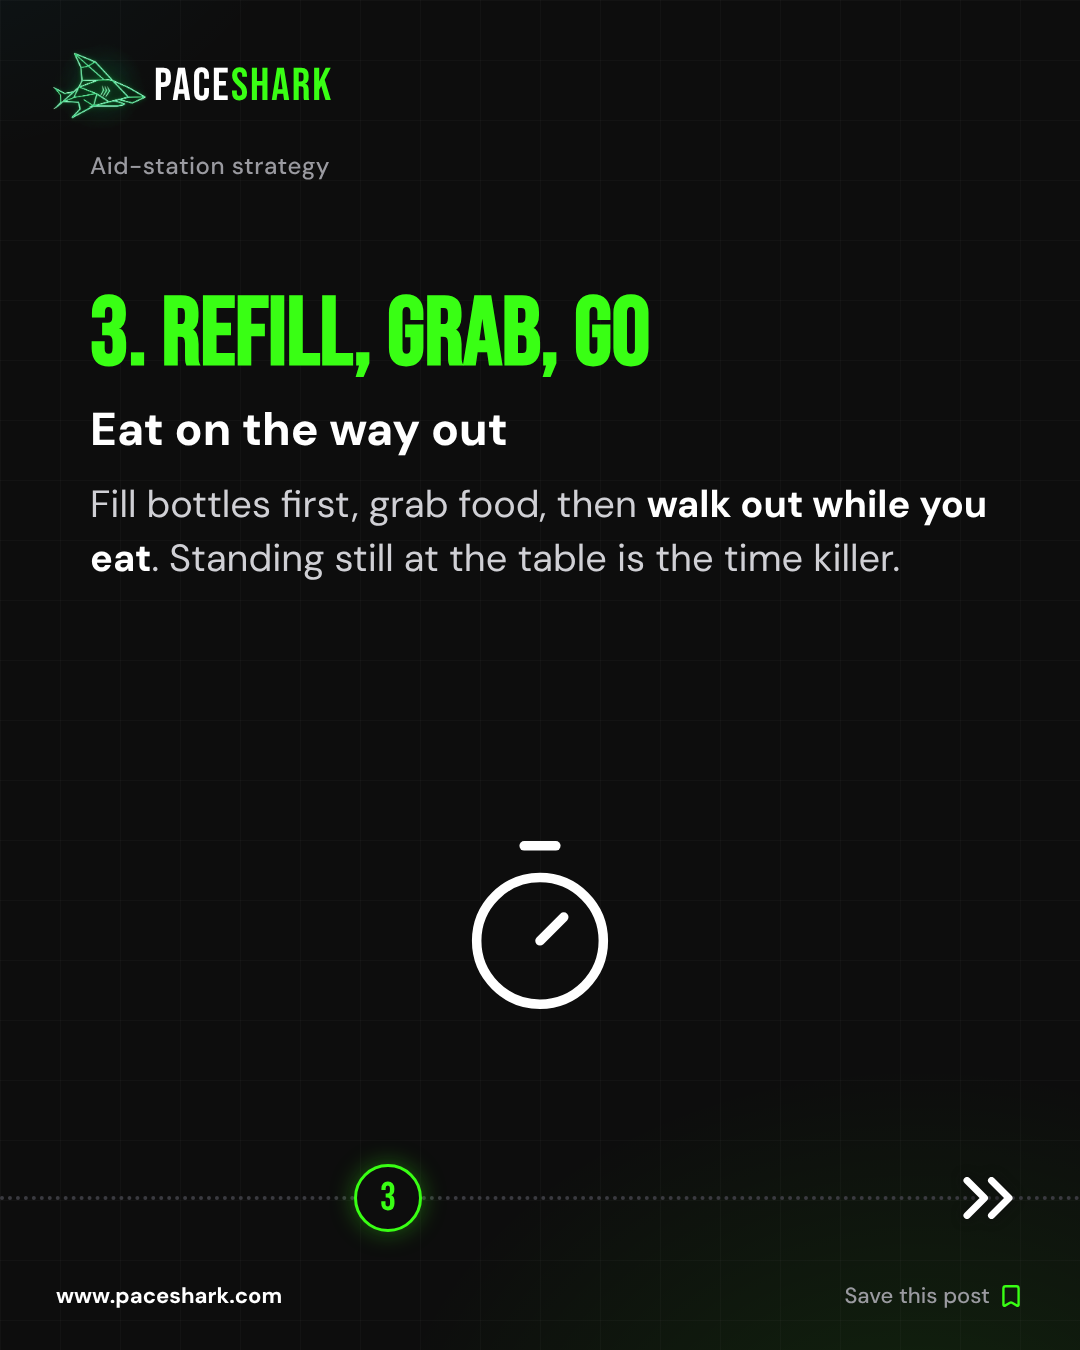 PACESHARK
Aid-station strategy
3. REFILL, GRAB, GO
Eat on the way out
Fill bottles first, grab food, then walk out while you
eat. Standing still at the table is the time killer.
3
www.paceshark.com
Save this post